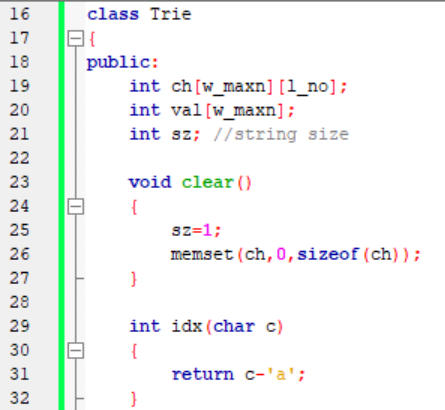 16 class Trie
17 {
18 public:
19     int ch[w_maxn][l_no];
20     int val[w_maxn];
21     int sz; //string size
22
23     void clear()
24     {
25         sz=1;
26         memset(ch,0,sizeof(ch));
27     }
28
29     int idx(char c)
30     {
31         return c-'a';
32     }